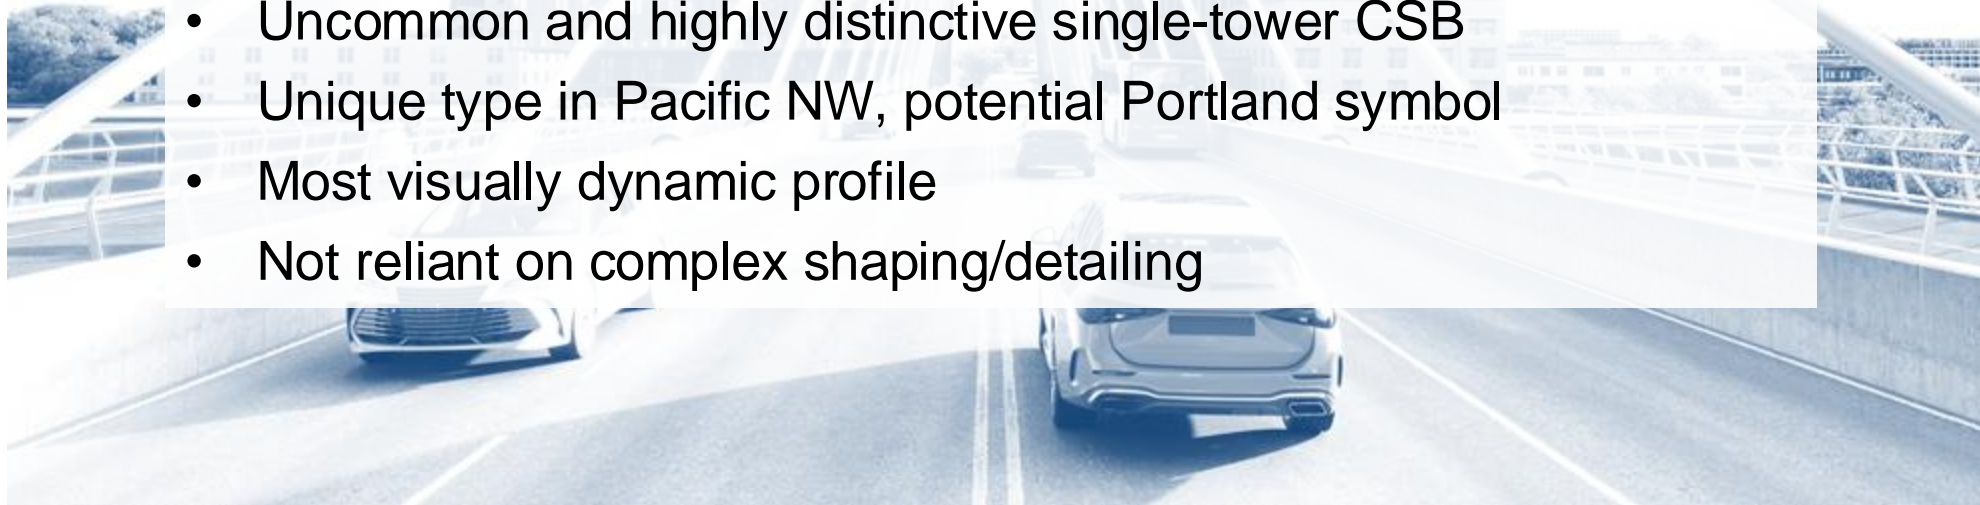 • Uncommon and highly distinctive single-tower CSB
• Unique type in Pacific NW, potential Portland symbol
• Most visually dynamic profile
• Not reliant on complex shaping/detailing